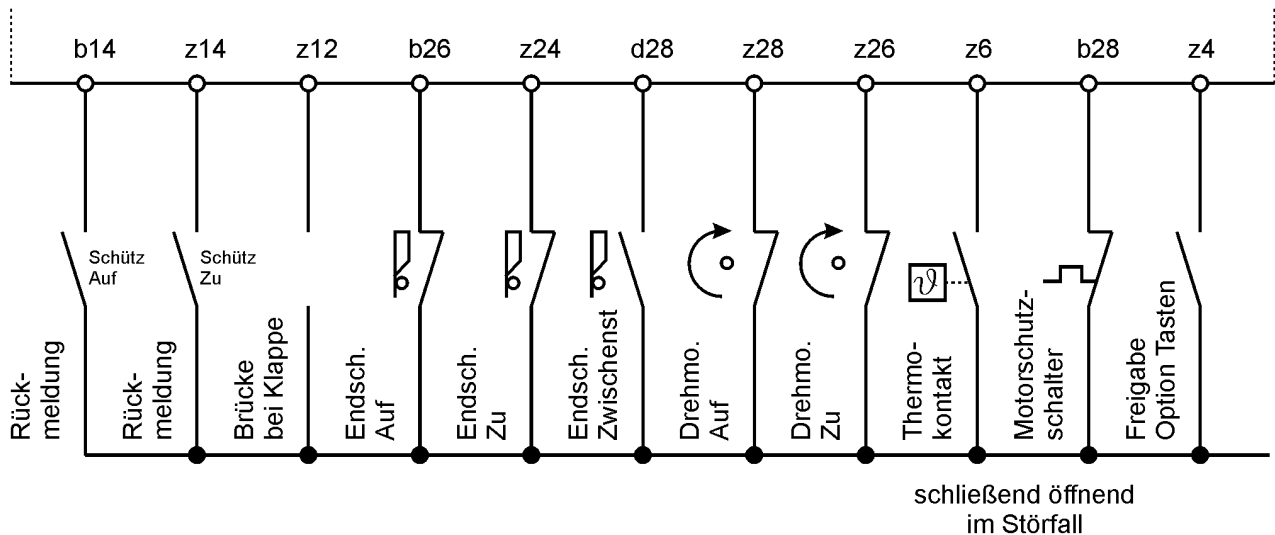 b14 z14 z12 b26 z24 d28 z28 z26 z6 b28 z4
Schütz
Auf
Schütz
Zu
ϑ
Rück-
meldung
Rück-
meldung
Brücke
bei Klappe
Endsch.
Auf
Endsch.
Zu
Endsch.
Zwischenst
Drehmo.
Auf
Drehmo.
Zu
Thermo-
kontakt
Motorschutz-
schalter
Freigabe
Option Tasten
schließend öffnend
im Störfall